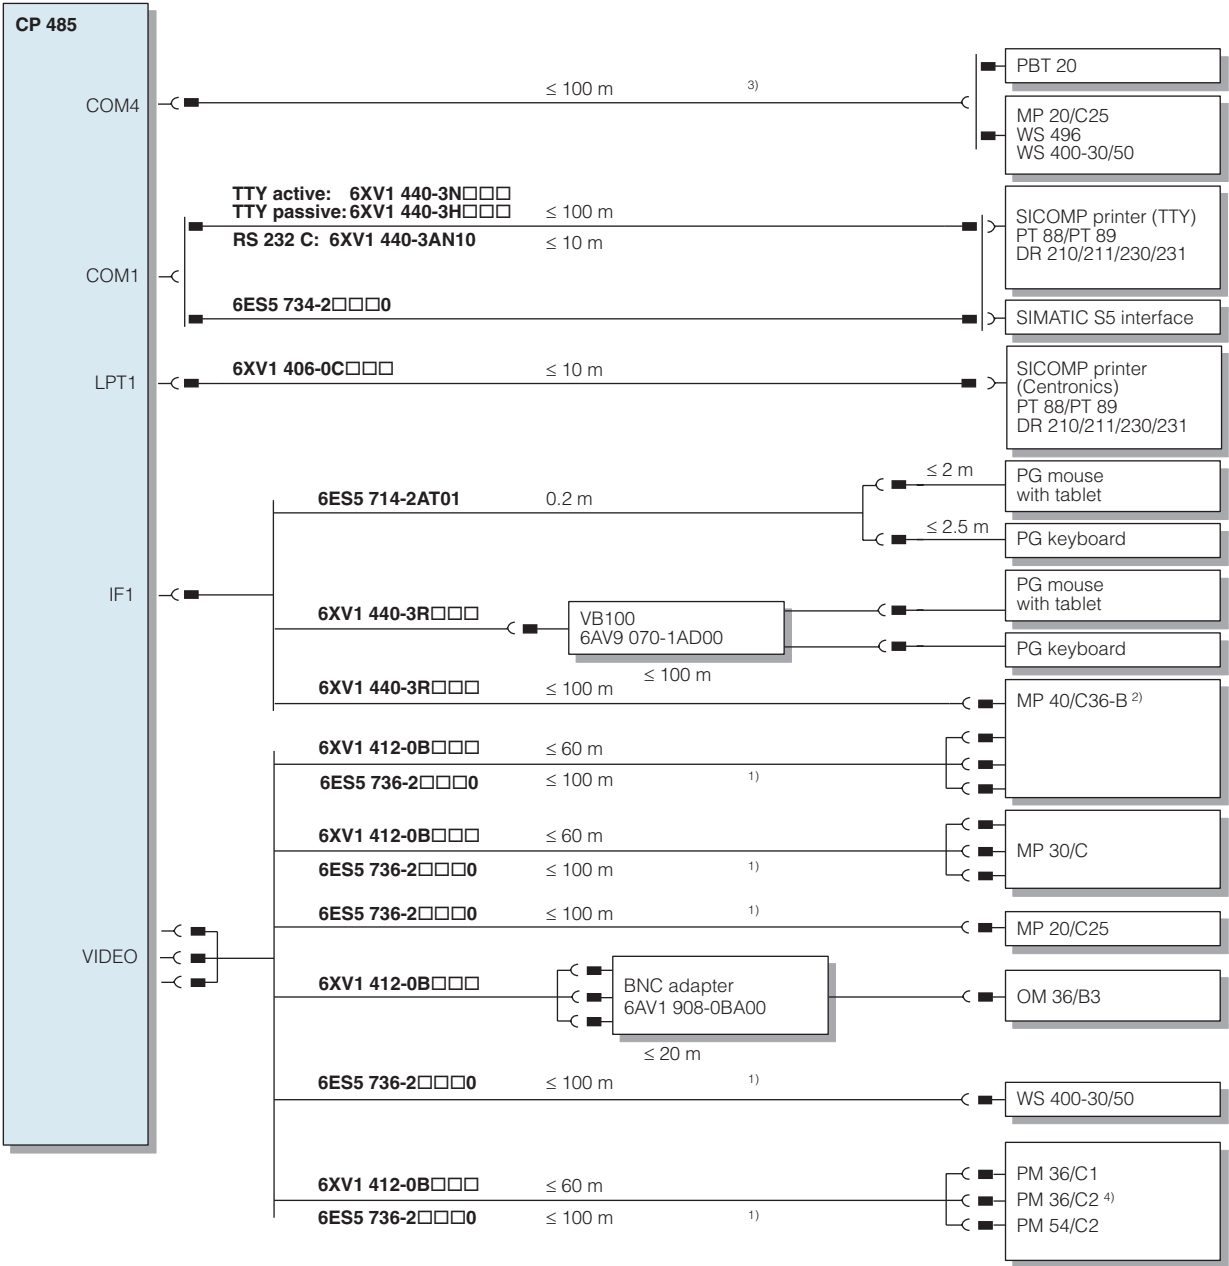 CP 485
COM4
≤ 100 m 3)
PBT 20
MP 20/C25
WS 496
WS 400-30/50
TTY active: 6XV1 440-3N□□□
TTY passive: 6XV1 440-3H□□□ ≤ 100 m
RS 232 C: 6XV1 440-3AN10 ≤ 10 m
SICOMP printer (TTY)
PT 88/PT 89
DR 210/211/230/231
COM1
6ES5 734-2□□□0
SIMATIC S5 interface
LPT1
6XV1 406-0C□□□ ≤ 10 m
SICOMP printer
(Centronics)
PT 88/PT 89
DR 210/211/230/231
6ES5 714-2AT01 0.2 m
≤ 2 m
PG mouse
with tablet
≤ 2.5 m
PG keyboard
IF1
6XV1 440-3R□□□
VB100
6AV9 070-1AD00
≤ 100 m
PG mouse
with tablet
PG keyboard
6XV1 440-3R□□□ ≤ 100 m
MP 40/C36-B 2)
6XV1 412-0B□□□ ≤ 60 m
6ES5 736-2□□□0 ≤ 100 m 1)
6XV1 412-0B□□□ ≤ 60 m
MP 30/C
6ES5 736-2□□□0 ≤ 100 m 1)
6ES5 736-2□□□0 ≤ 100 m 1)
MP 20/C25
VIDEO
6XV1 412-0B□□□
BNC adapter
6AV1 908-0BA00
≤ 20 m
OM 36/B3
6ES5 736-2□□□0 ≤ 100 m 1)
WS 400-30/50
6XV1 412-0B□□□ ≤ 60 m
6ES5 736-2□□□0 ≤ 100 m 1)
PM 36/C1
PM 36/C2 4)
PM 54/C2